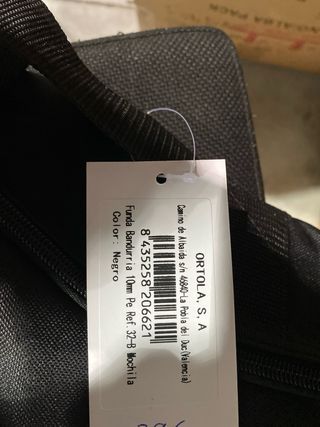 ORTOLA, S, A
Camino de Albaida s/n 46840-La Pobla del Duc(Valencia)
8 435258 206621
Funda Bandurria 10mm Pe Ref.32-B Mochila
Color: Negro